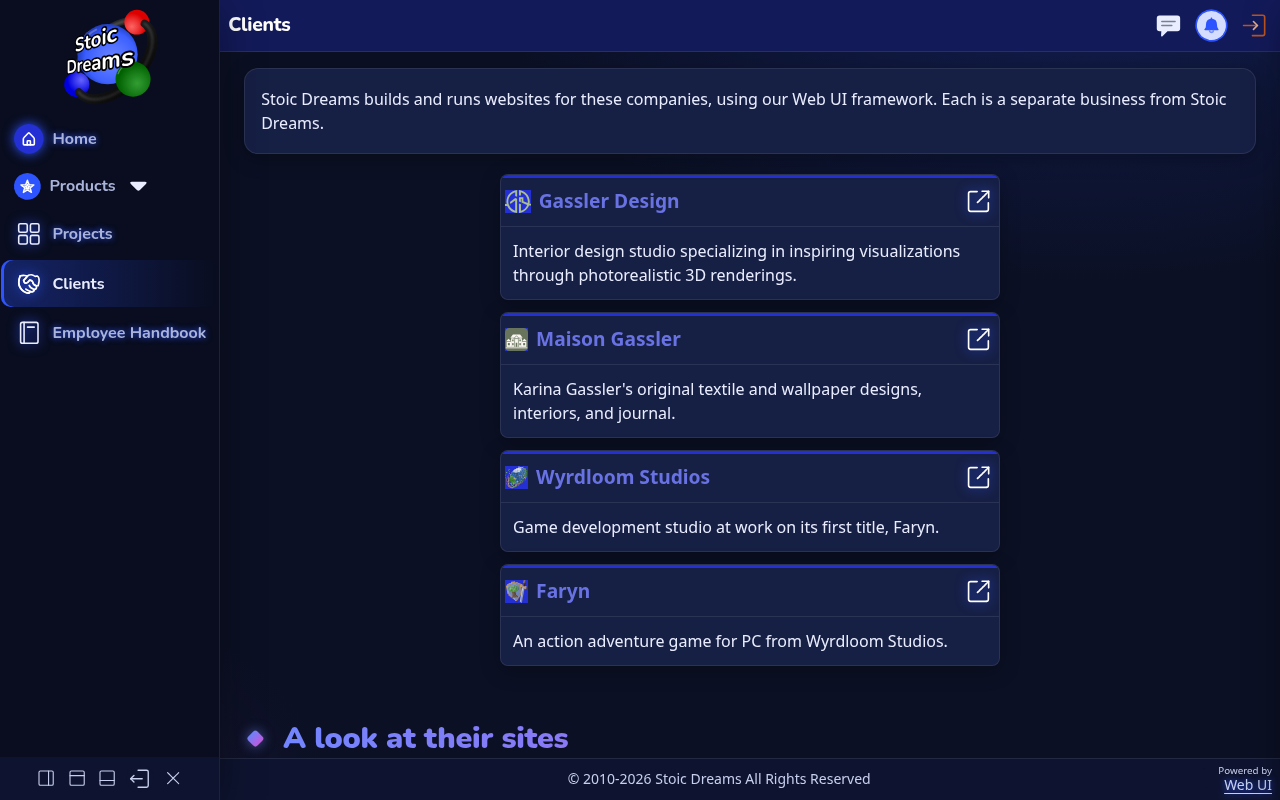 Stoic
Dreams
Clients
Home
Products
Projects
Clients
Employee Handbook
Stoic Dreams builds and runs websites for these companies, using our Web UI framework. Each is a separate business from Stoic
Dreams.
Gassler Design
Interior design studio specializing in inspiring visualizations
through photorealistic 3D renderings.
Maison Gassler
Karina Gassler's original textile and wallpaper designs,
interiors, and journal.
Wyrdloom Studios
Game development studio at work on its first title, Faryn.
Faryn
An action adventure game for PC from Wyrdloom Studios.
A look at their sites
© 2010-2026 Stoic Dreams All Rights Reserved
Powered by
Web UI